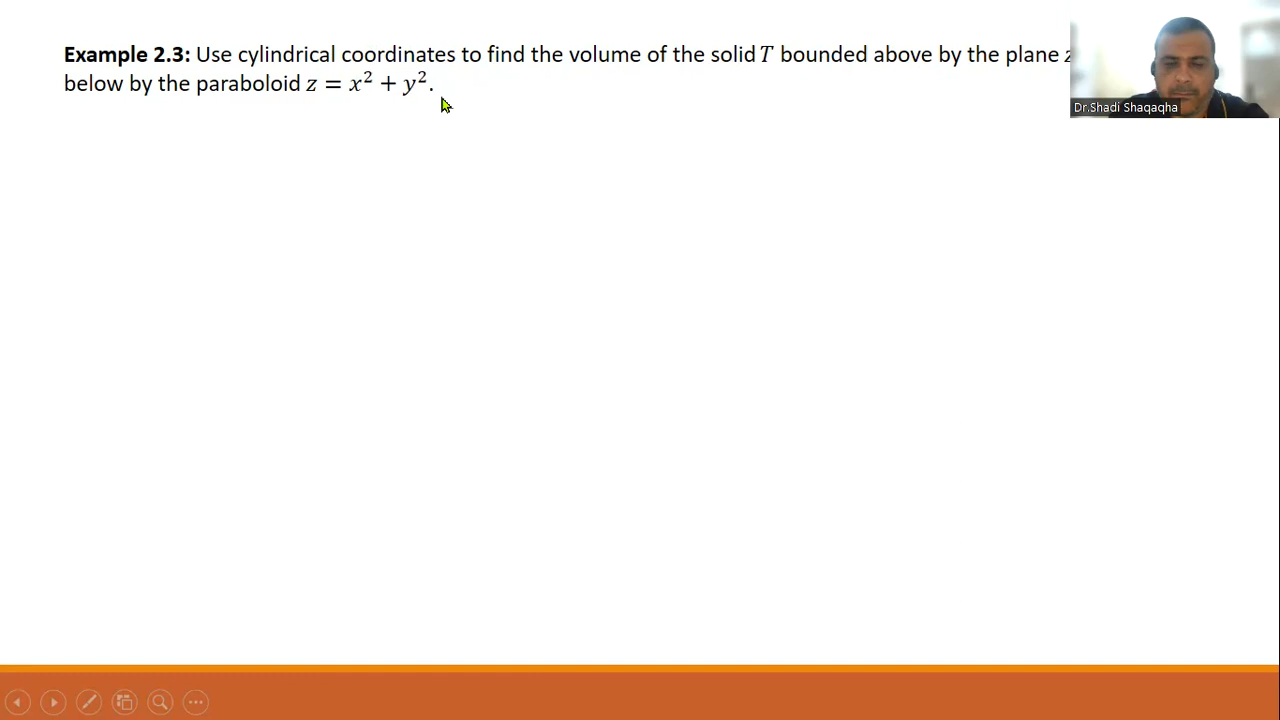 Example 2.3: Use cylindrical coordinates to find the volume of the solid 𝑇 bounded above by the plane 𝑧
below by the paraboloid 𝑧 = 𝑥² + 𝑦².
Dr.Shadi Shaqaqha